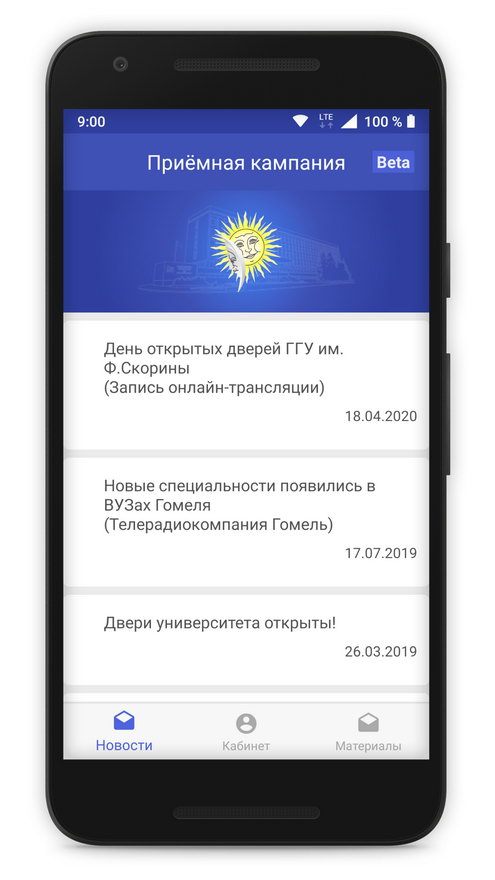 9:00 LTE 100 %
Приёмная кампания Beta
День открытых дверей ГГУ им.
Ф.Скорины
(Запись онлайн-трансляции)
18.04.2020
Новые специальности появились в
ВУЗах Гомеля
(Телерадиокомпания Гомель)
17.07.2019
Двери университета открыты!
26.03.2019
Новости Кабинет Материалы